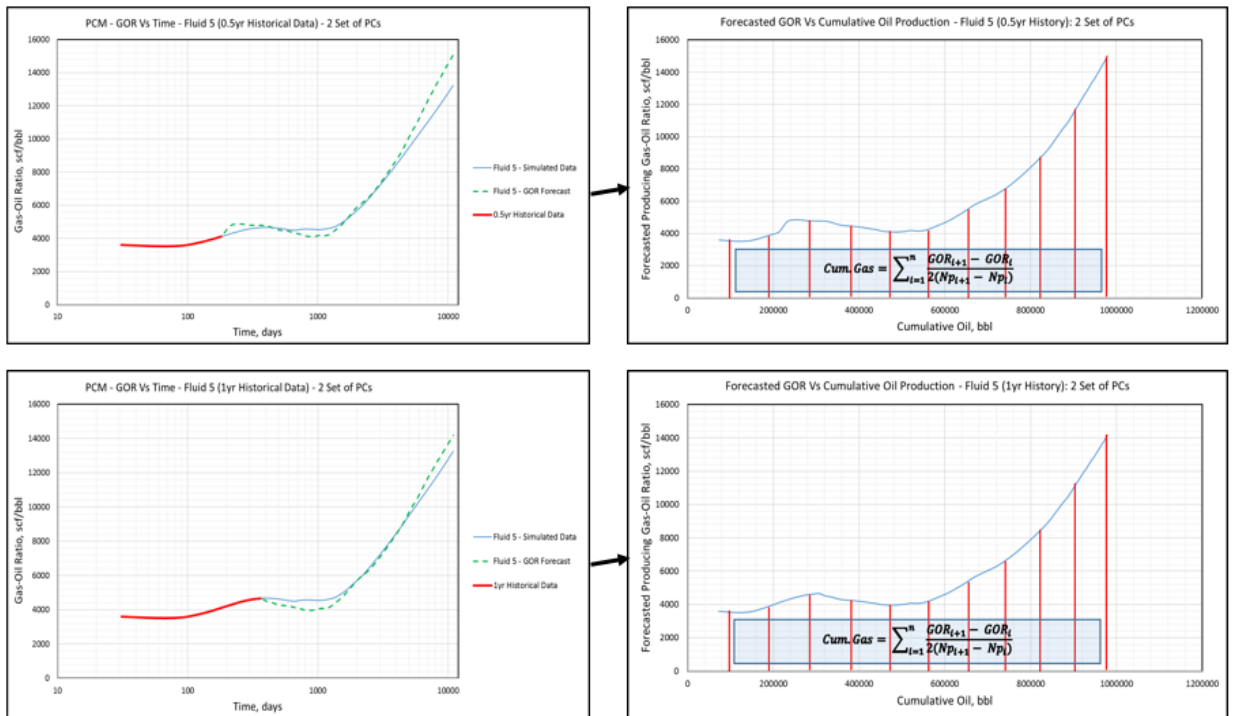 PCM - GOR Vs Time - Fluid 5 (0.5yr Historical Data) - 2 Set of PCs
Gas-Oil Ratio, scf/bbl
16000
14000
12000
10000
8000
6000
4000
2000
0
10
100
1000
10000
Time, days
Fluid 5 - Simulated Data
Fluid 5 - GOR Forecast
0.5yr Historical Data
Forecasted GOR Vs Cumulative Oil Production - Fluid 5 (0.5yr History): 2 Set of PCs
Forecasted Producing Gas-Oil Ratio, scf/bbl
16000
14000
12000
10000
8000
6000
4000
2000
0
Cum. Gas = ∑ⁿᵢ₌₁ (GORᵢ₊₁ − GORᵢ) / 2(Npᵢ₊₁ − Npᵢ)
0
200000
400000
600000
800000
1000000
1200000
Cumulative Oil, bbl
PCM - GOR Vs Time - Fluid 5 (1yr Historical Data) - 2 Set of PCs
Gas-Oil Ratio, scf/bbl
16000
14000
12000
10000
8000
6000
4000
2000
0
10
100
1000
10000
Time, days
Fluid 5 - Simulated Data
Fluid 5 - GOR Forecast
1yr Historical Data
Forecasted GOR Vs Cumulative Oil Production - Fluid 5 (1yr History): 2 Set of PCs
Forecasted Producing Gas-Oil Ratio, scf/bbl
16000
14000
12000
10000
8000
6000
4000
2000
0
Cum. Gas = ∑ⁿᵢ₌₁ (GORᵢ₊₁ − GORᵢ) / 2(Npᵢ₊₁ − Npᵢ)
0
200000
400000
600000
800000
1000000
1200000
Cumulative Oil, bbl